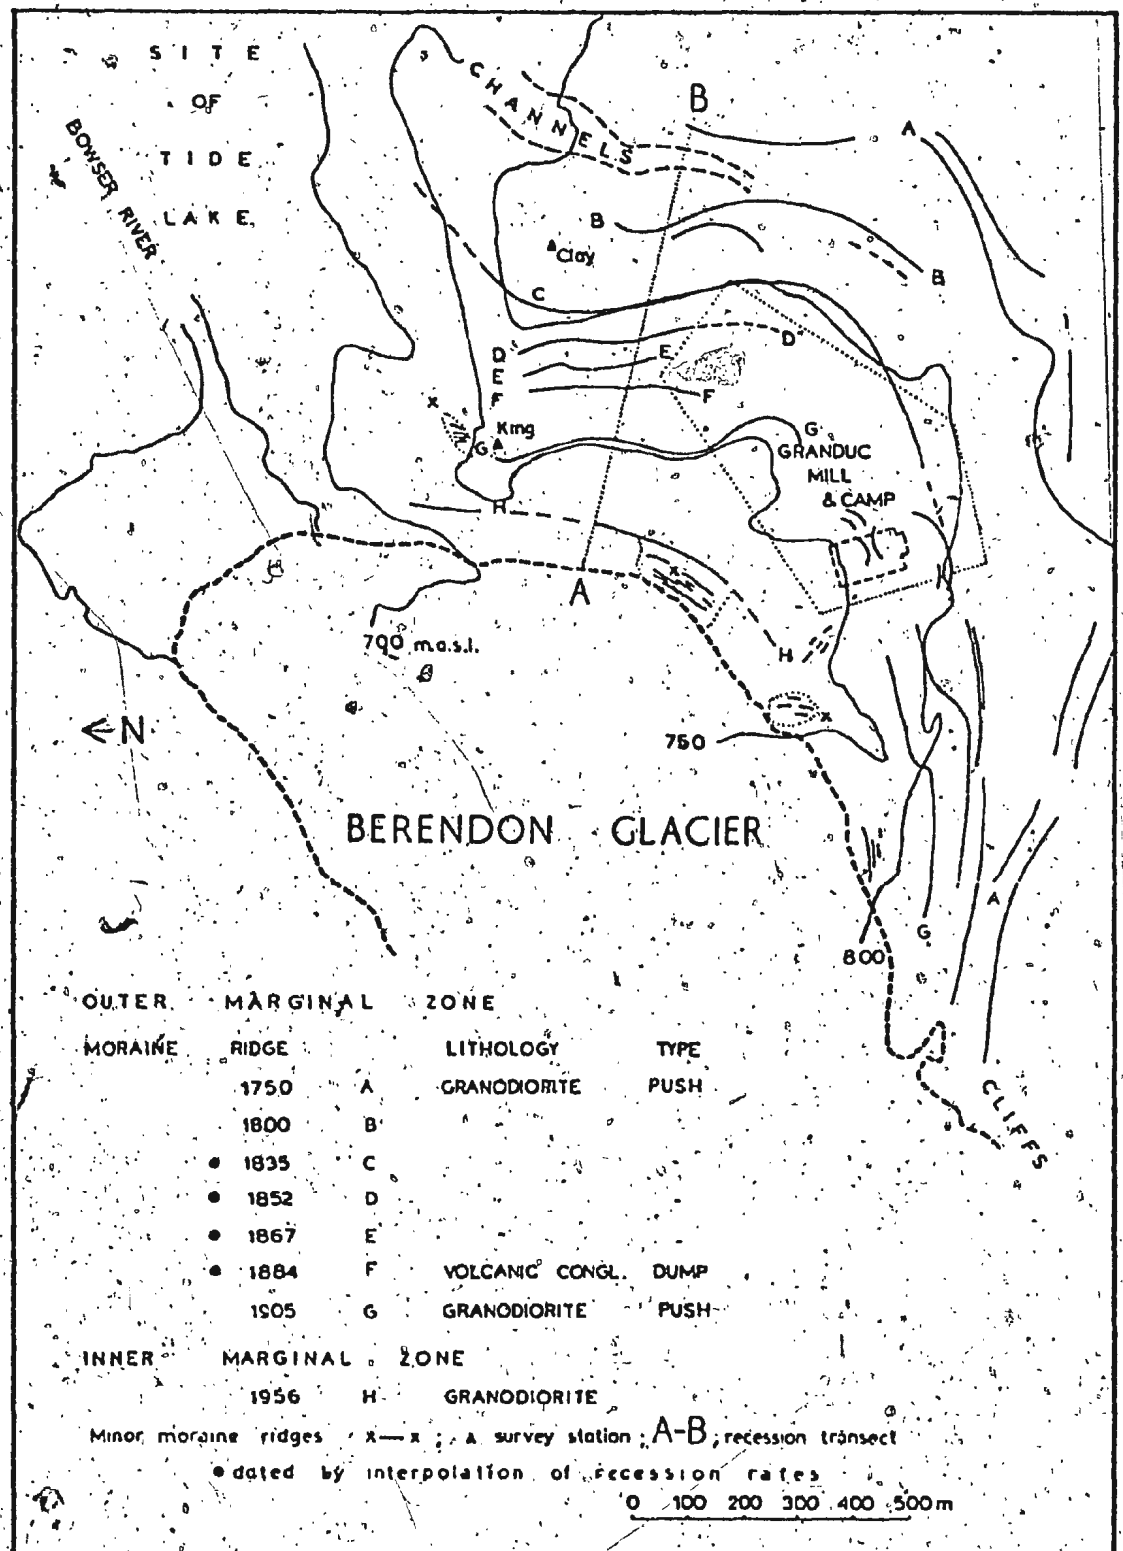 SITE
OF
TIDE
LAKE
BOWSER RIVER
CHANNELS
B
A
B
Clay
B
C
D
D
E
E
F
F
X
Kmg
G
G
GRANDUC
MILL
& CAMP
H
A
x-x
H
700 m.a.s.l.
x
750
←N
BERENDON GLACIER
A
G
800
CLIFFS
OUTER MARGINAL ZONE
MORAINE RIDGE LITHOLOGY TYPE
1750 A GRANODIORITE PUSH
1800 B " "
• 1835 C " "
• 1852 D " "
• 1867 E " "
• 1884 F VOLCANIC CONGL. DUMP
1905 G GRANODIORITE PUSH
INNER MARGINAL ZONE
1956 H GRANODIORITE
Minor moraine ridges x—x ; ▲ survey station ; A-B ; recession transect
• dated by interpolation of recession rates
0 100 200 300 400 500m